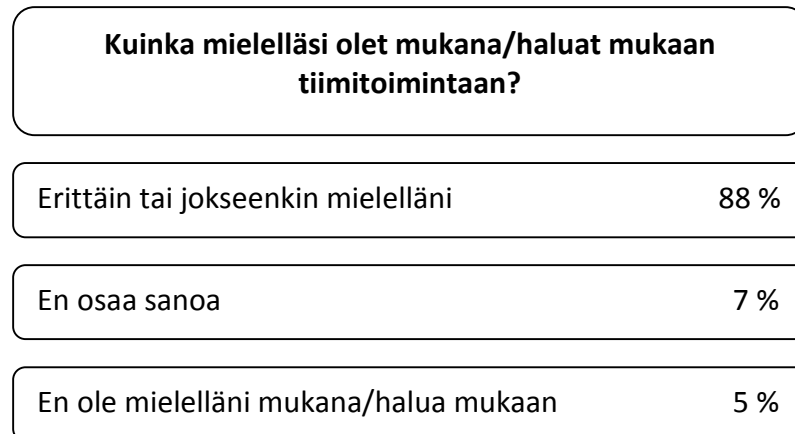 Kuinka mielelläsi olet mukana/haluat mukaan
tiimitoimintaan?
Erittäin tai jokseenkin mielelläni 88 %
En osaa sanoa 7 %
En ole mielelläni mukana/halua mukaan 5 %